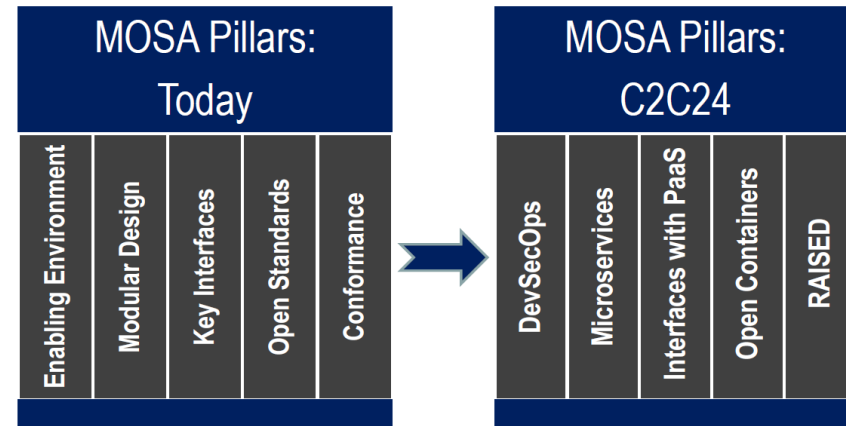 MOSA Pillars:
Today
Enabling Environment
Modular Design
Key Interfaces
Open Standards
Conformance
MOSA Pillars:
C2C24
DevSecOps
Microservices
Interfaces with PaaS
Open Containers
RAISED